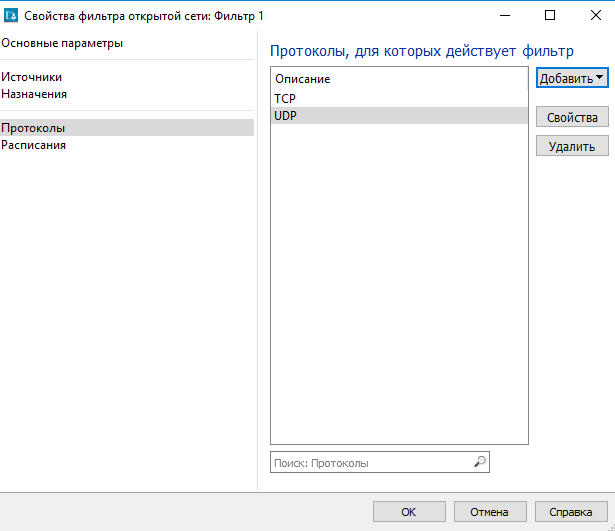 Свойства фильтра открытой сети: Фильтр 1
Основные параметры
Источники
Назначения
Протоколы
Расписания
Протоколы, для которых действует фильтр
Описание
TCP
UDP
Добавить
Свойства
Удалить
Поиск: Протоколы
OK
Отмена
Справка